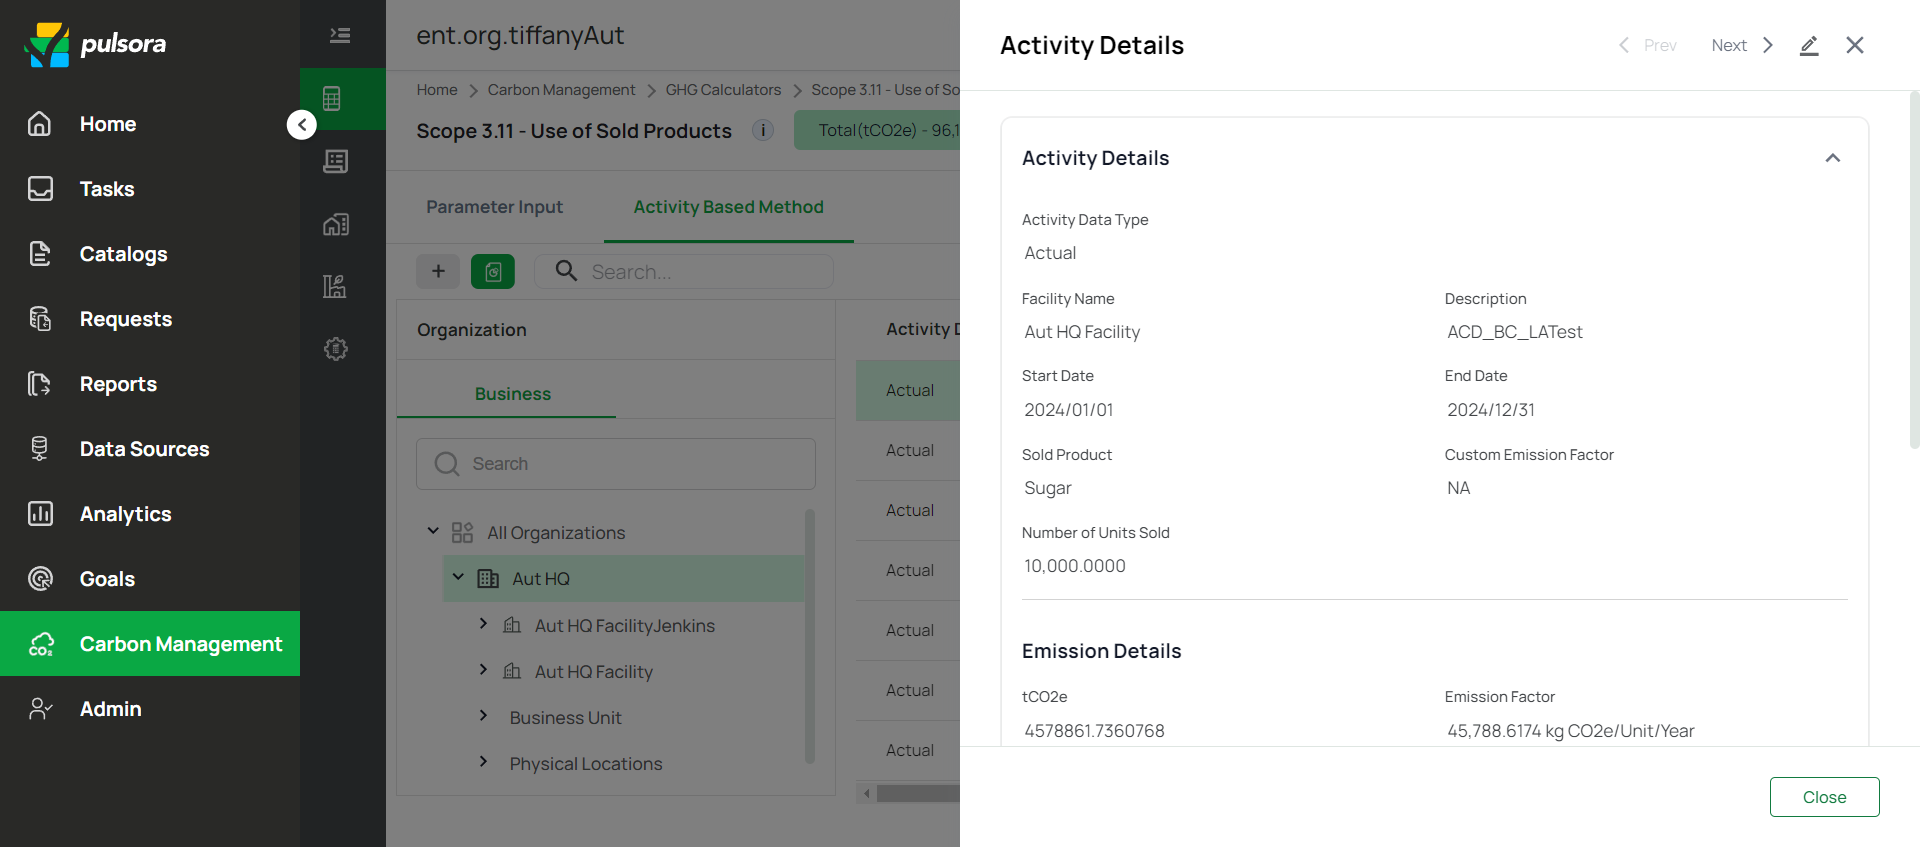 pulsora
Home
Tasks
Catalogs
Requests
Reports
Data Sources
Analytics
Goals
Carbon Management
Admin
ent.org.tiffanyAut
Home > Carbon Management > GHG Calculators > Scope 3.11 - Use of So
Scope 3.11 - Use of Sold Products i Total(tCO2e) - 96,1
Parameter Input Activity Based Method
+ Search...
Organization
Business
Search
All Organizations
Aut HQ
Aut HQ FacilityJenkins
Aut HQ Facility
Business Unit
Physical Locations
Activity D
Actual
Actual
Actual
Actual
Actual
Actual
Actual
Activity Details
Prev Next
Activity Details
Activity Data Type
Actual
Facility Name Description
Aut HQ Facility ACD_BC_LATest
Start Date End Date
2024/01/01 2024/12/31
Sold Product Custom Emission Factor
Sugar NA
Number of Units Sold
10,000.0000
Emission Details
tCO2e Emission Factor
4578861.7360768 45,788.6174 kg CO2e/Unit/Year
Close